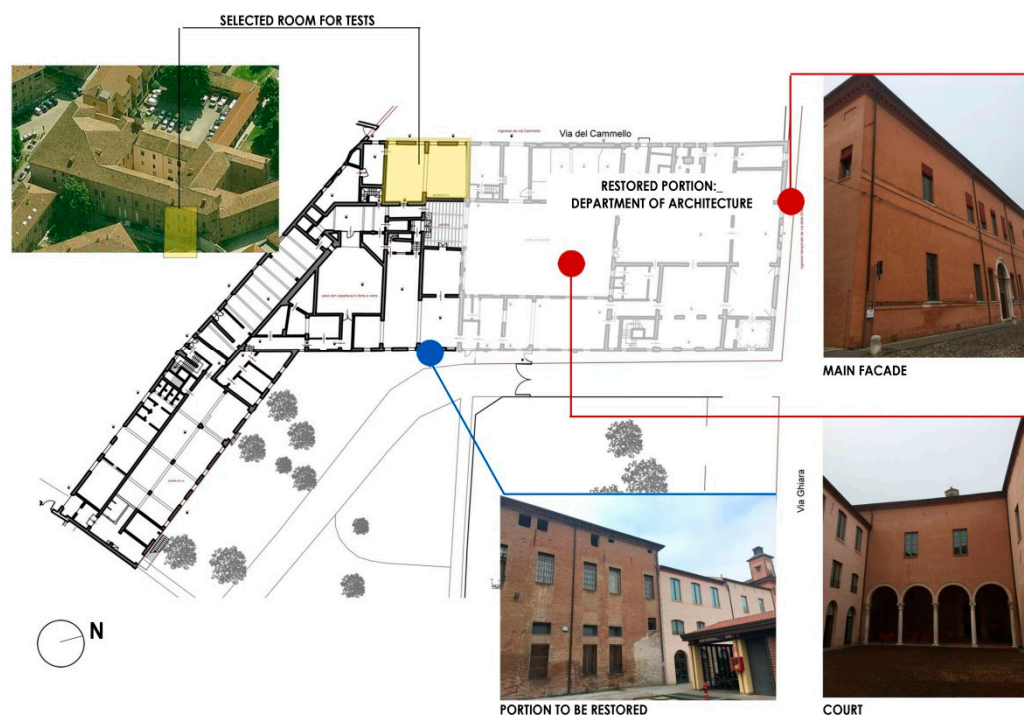 SELECTED ROOM FOR TESTS
Via del Cammello
RESTORED PORTION:_
DEPARTMENT OF ARCHITECTURE
MAIN FACADE
Via Ghiara
N
PORTION TO BE RESTORED
COURT